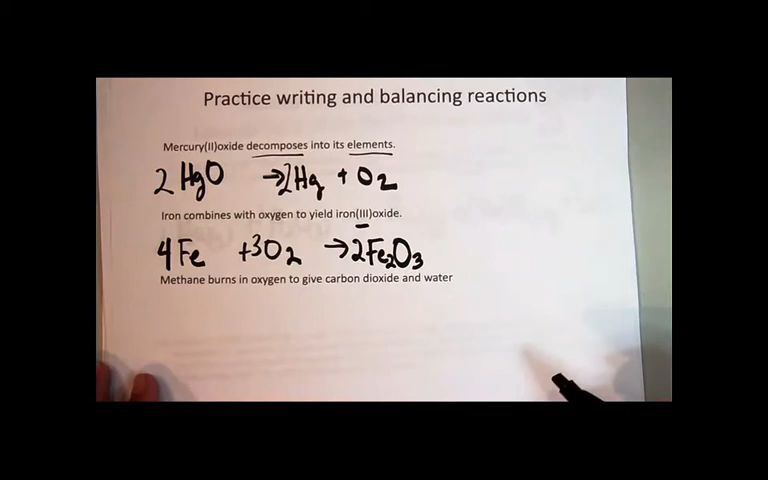 Practice writing and balancing reactions
Mercury(II)oxide decomposes into its elements.
2 HgO →2Hg + O2
Iron combines with oxygen to yield iron(III)oxide.
4Fe +3O2 →2Fe2O3
Methane burns in oxygen to give carbon dioxide and water